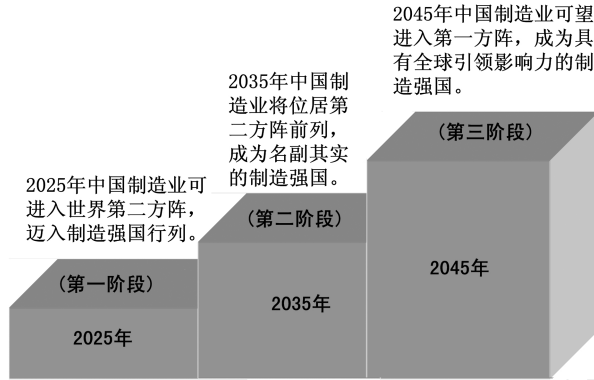 2045年中国制造业可望
进入第一方阵，成为具
有全球引领影响力的制
造强国。
2035年中国制
造业将位居第
二方阵前列，
成为名副其实
的制造强国。
2025年中国制造业可
进入世界第二方阵，
迈入制造强国行列。
(第三阶段)
(第二阶段)
(第一阶段)
2045年
2035年
2025年